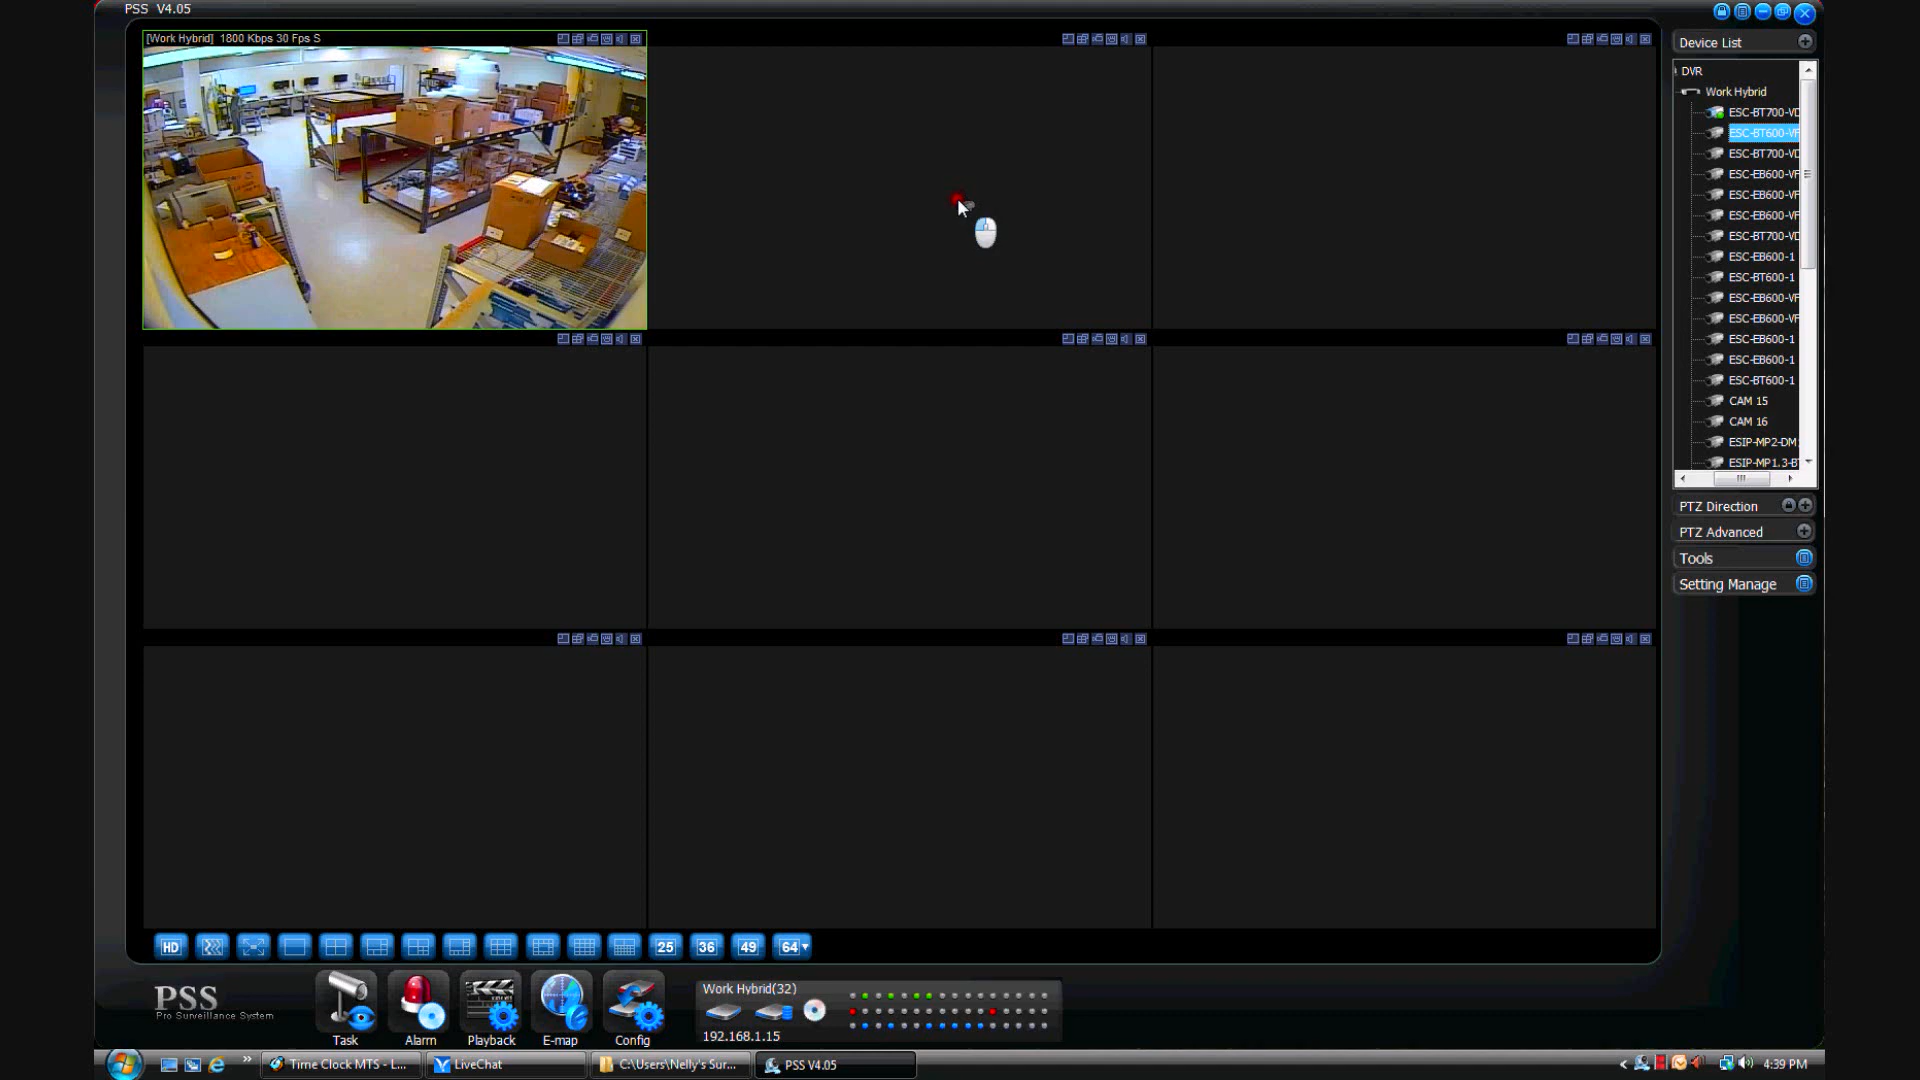 PSS V4.05
[Work Hybrid] 1800 Kbps 30 Fps S
Device List
DVR
Work Hybrid
ESC-BT700-VD
ESC-BT600-VF
ESC-BT700-VD
ESC-EB600-VF
ESC-EB600-VF
ESC-EB600-VF
ESC-BT700-VD
ESC-EB600-1
ESC-BT600-1
ESC-EB600-VF
ESC-EB600-VF
ESC-EB600-1
ESC-EB600-1
ESC-BT600-1
CAM 15
CAM 16
ESIP-MP2-DM
ESIP-MP1.3-B
PTZ Direction
PTZ Advanced
Tools
Setting Manage
HD
25
36
49
64
PSS
Pro Surveillance System
Task
Alarm
Playback
E-map
Config
Work Hybrid(32)
192.168.1.15
Time Clock MTS - L...
LiveChat
C:\Users\Nelly's Sur...
PSS V4.05
4:39 PM